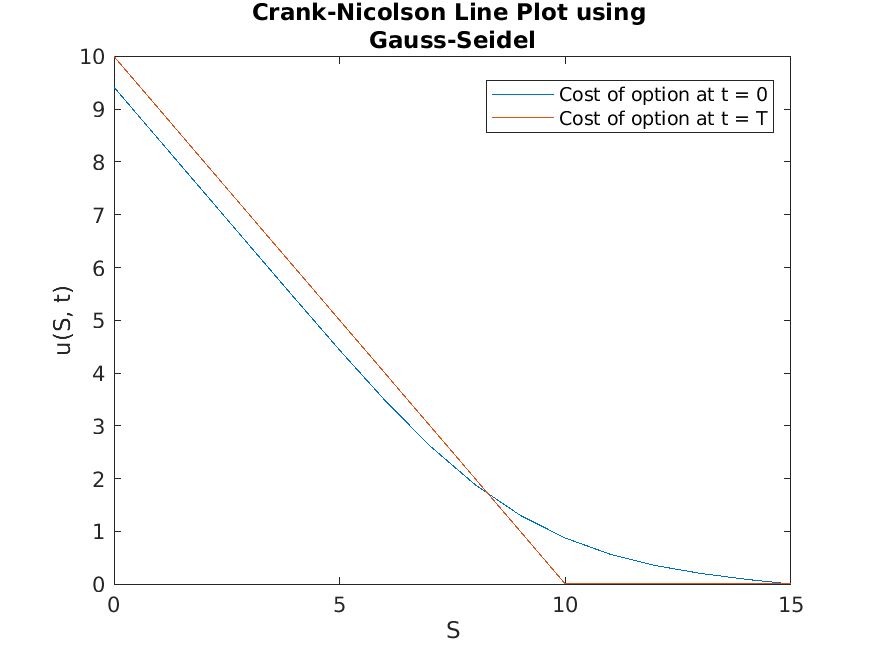 Crank-Nicolson Line Plot using
Gauss-Seidel
Cost of option at t = 0
Cost of option at t = T
u(S, t)
10
9
8
7
6
5
4
3
2
1
0
0 5 10 15
S